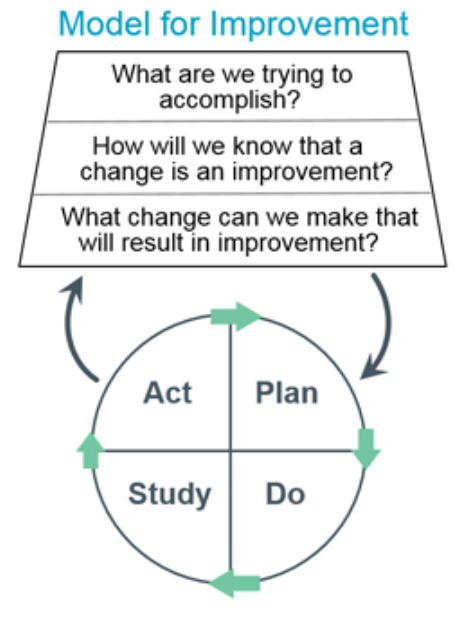 Model for Improvement
What are we trying to
accomplish?
How will we know that a
change is an improvement?
What change can we make that
will result in improvement?
Act
Plan
Study
Do